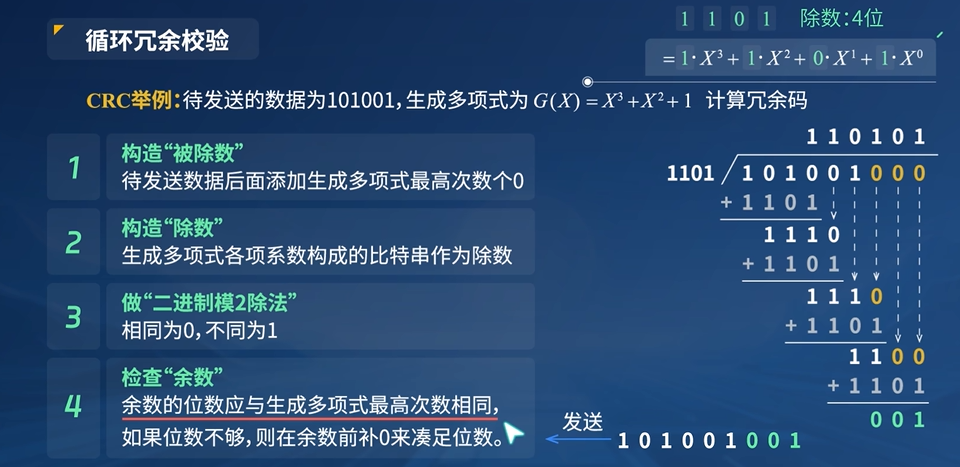 1 1 0 1 除数:4位
循环冗余校验
=1·X³+1·X²+0·X¹+1·X⁰
CRC举例:待发送的数据为101001,生成多项式为 G(X)=X³+X²+1 计算冗余码
1
构造“被除数”
待发送数据后面添加生成多项式最高次数个0
2
构造“除数”
生成多项式各项系数构成的比特串作为除数
3
做“二进制模2除法”
相同为0,不同为1
4
检查“余数”
余数的位数应与生成多项式最高次数相同,
如果位数不够,则在余数前补0来凑足位数。
1 1 0 1 0 1
1101 1 0 1 0 0 1 0 0 0
+ 1 1 0 1
1 1 1 0
+ 1 1 0 1
1 1 1 0
+ 1 1 0 1
1 1 0 0
+ 1 1 0 1
0 0 1
发送
1 0 1 0 0 1 0 0 1